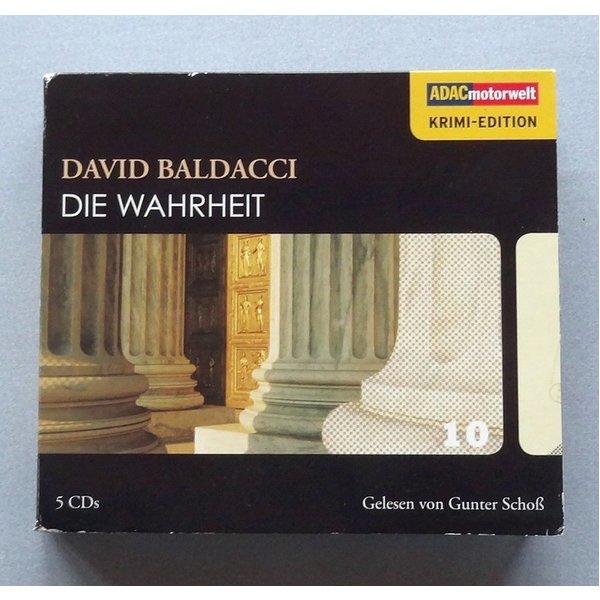 ADACmotorwelt
KRIMI-EDITION
DAVID BALDACCI
DIE WAHRHEIT
10
5 CDs
Gelesen von Gunter Schoß